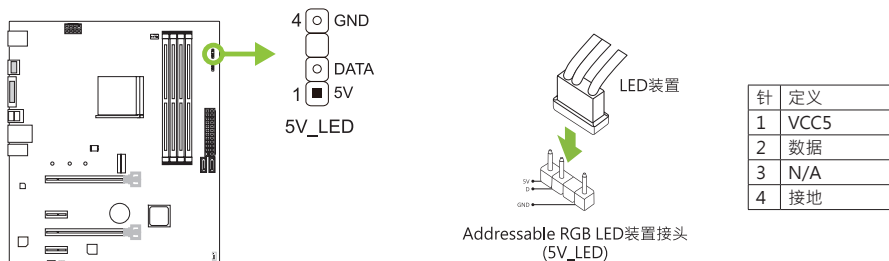 4 GND
DATA
1 5V
5V_LED
LED装置
5V
D
GND
Addressable RGB LED装置接头
(5V_LED)
针 定义
1 VCC5
2 数据
3 N/A
4 接地